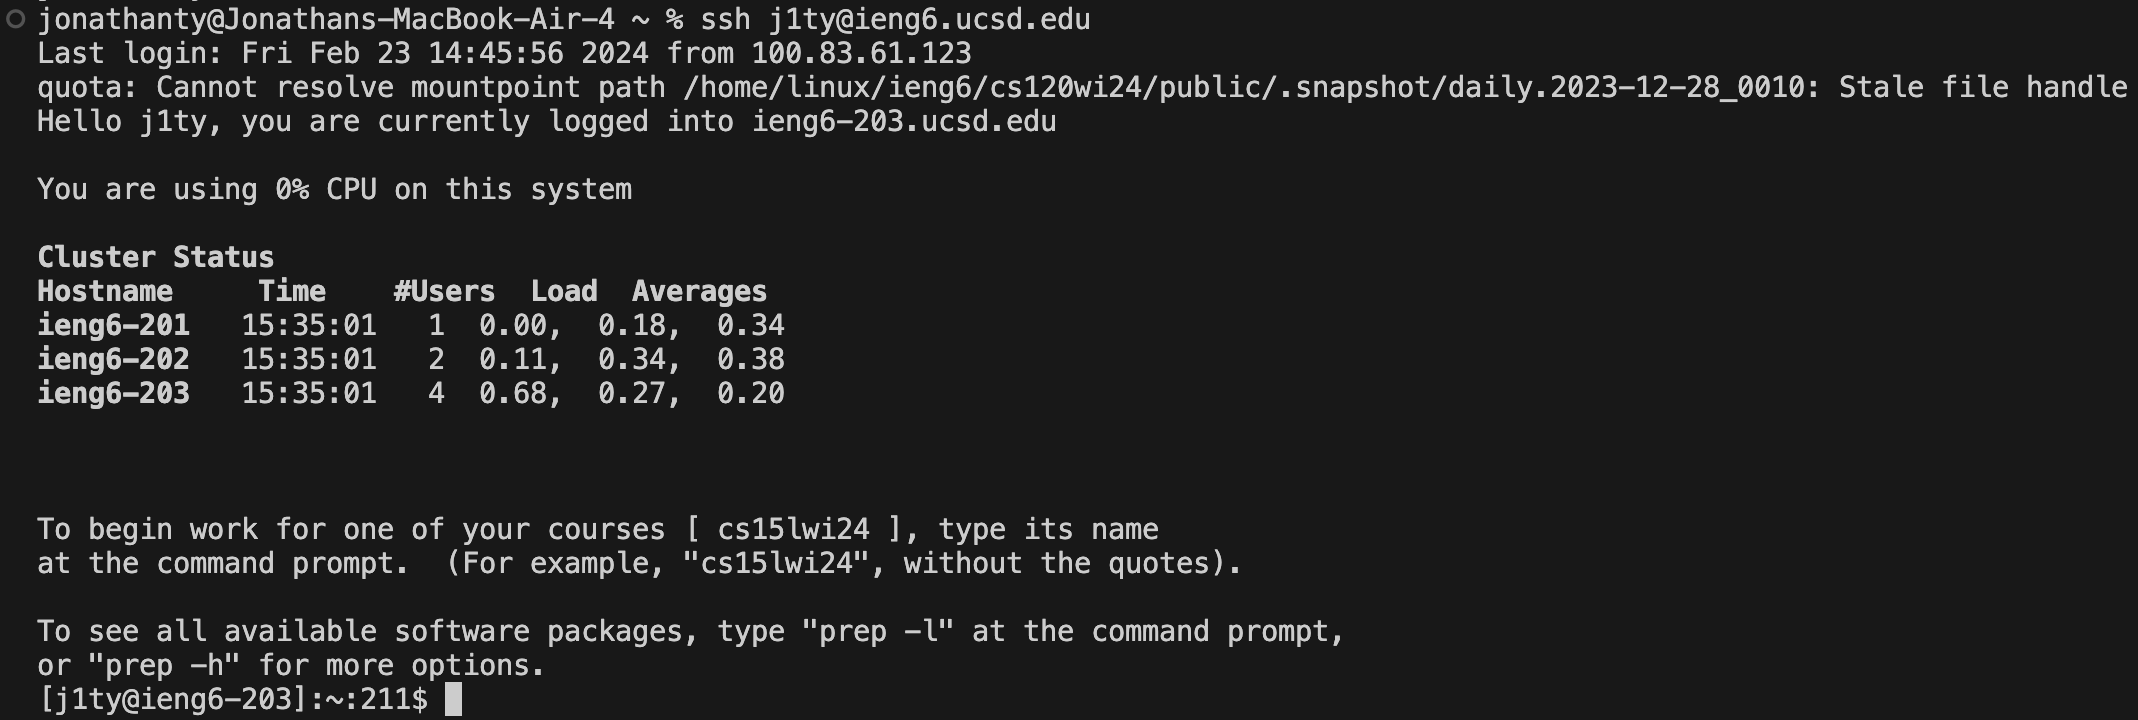 jonathanty@Jonathans-MacBook-Air-4 ~ % ssh j1ty@ieng6.ucsd.edu
Last login: Fri Feb 23 14:45:56 2024 from 100.83.61.123
quota: Cannot resolve mountpoint path /home/linux/ieng6/cs120wi24/public/.snapshot/daily.2023-12-28_0010: Stale file handle
Hello j1ty, you are currently logged into ieng6-203.ucsd.edu
You are using 0% CPU on this system
Cluster Status
Hostname     Time    #Users  Load  Averages
ieng6-201   15:35:01   1  0.00,  0.18,  0.34
ieng6-202   15:35:01   2  0.11,  0.34,  0.38
ieng6-203   15:35:01   4  0.68,  0.27,  0.20
To begin work for one of your courses [ cs15lwi24 ], type its name
at the command prompt.  (For example, "cs15lwi24", without the quotes).
To see all available software packages, type "prep -l" at the command prompt,
or "prep -h" for more options.
[j1ty@ieng6-203]:~:211$